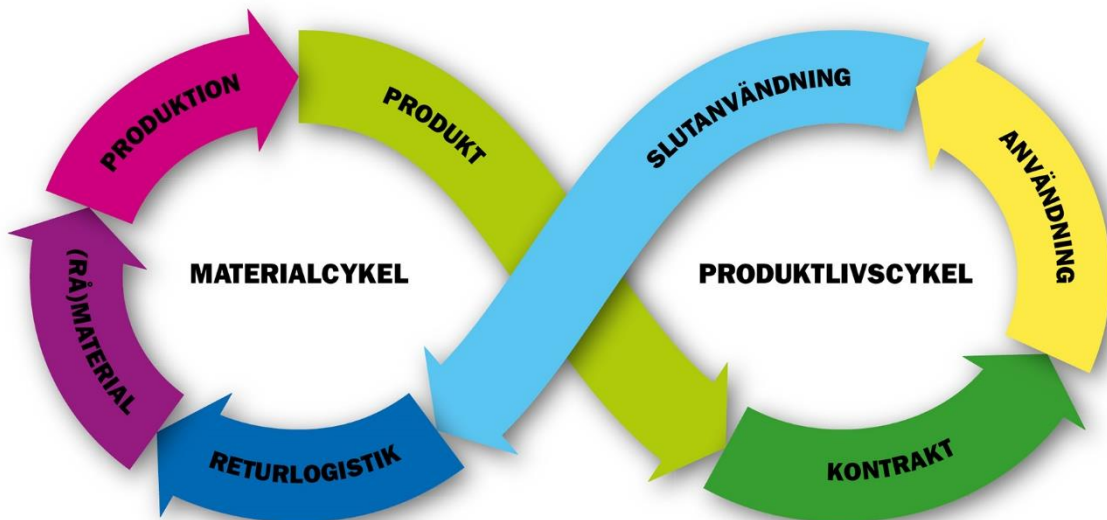 PRODUKTION
PRODUKT
SLUTANVÄNDNING
ANVÄNDNING
(RÅ)MATERIAL
MATERIALCYKEL
PRODUKTLIVSCYKEL
RETURLOGISTIK
KONTRAKT